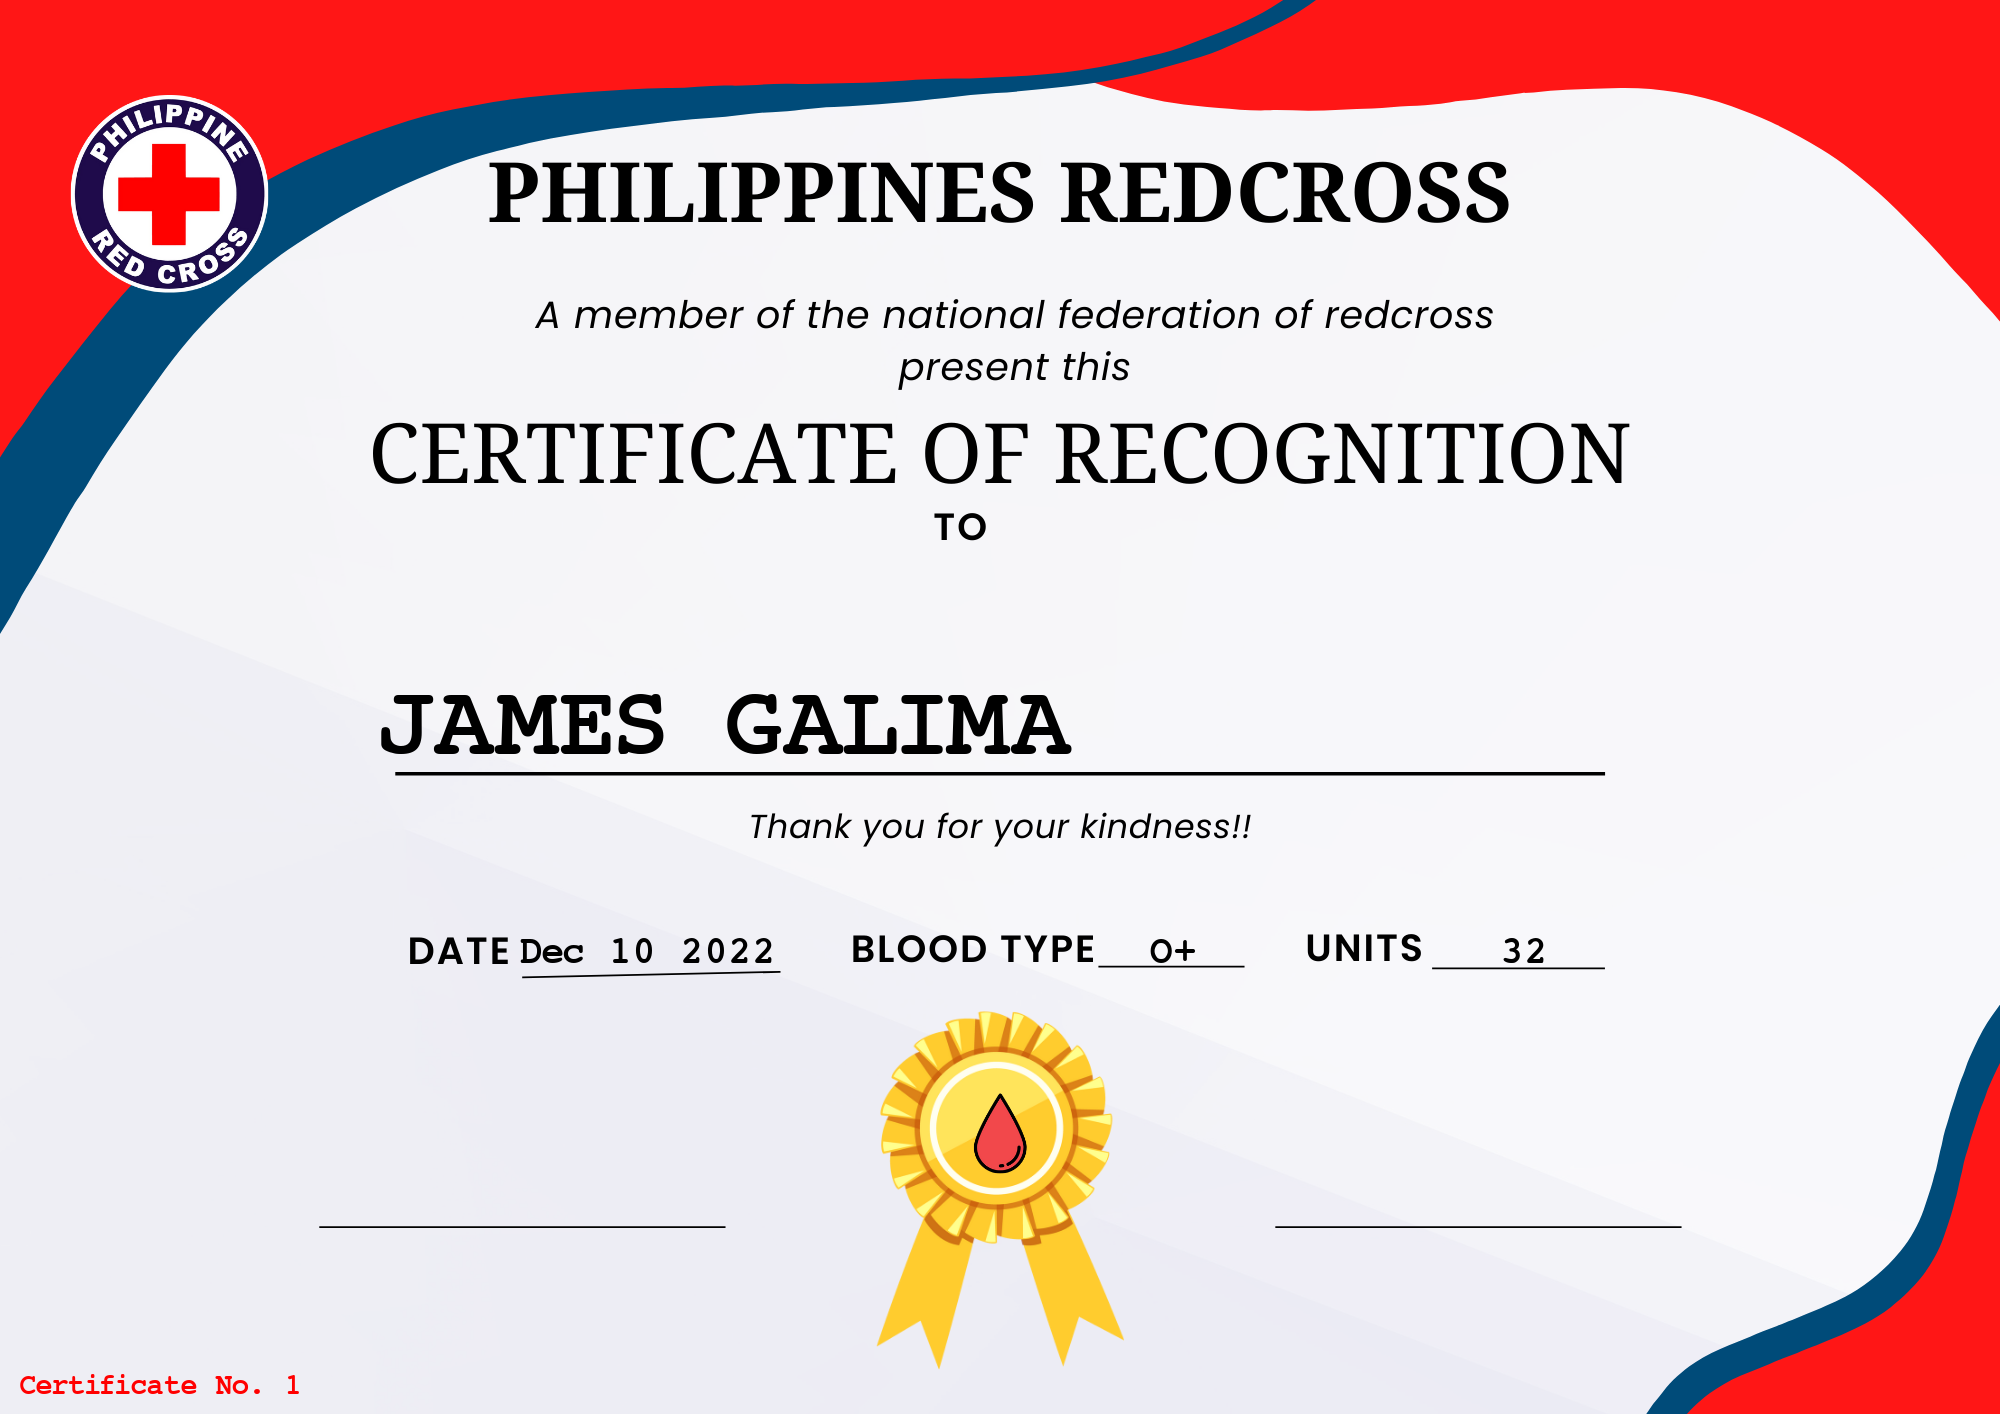 PHILIPPINE
RED CROSS
PHILIPPINES REDCROSS
A member of the national federation of redcross
present this
CERTIFICATE OF RECOGNITION
TO
JAMES GALIMA
Thank you for your kindness!!
DATE Dec 10 2022 BLOOD TYPE O+ UNITS 32
Certificate No. 1